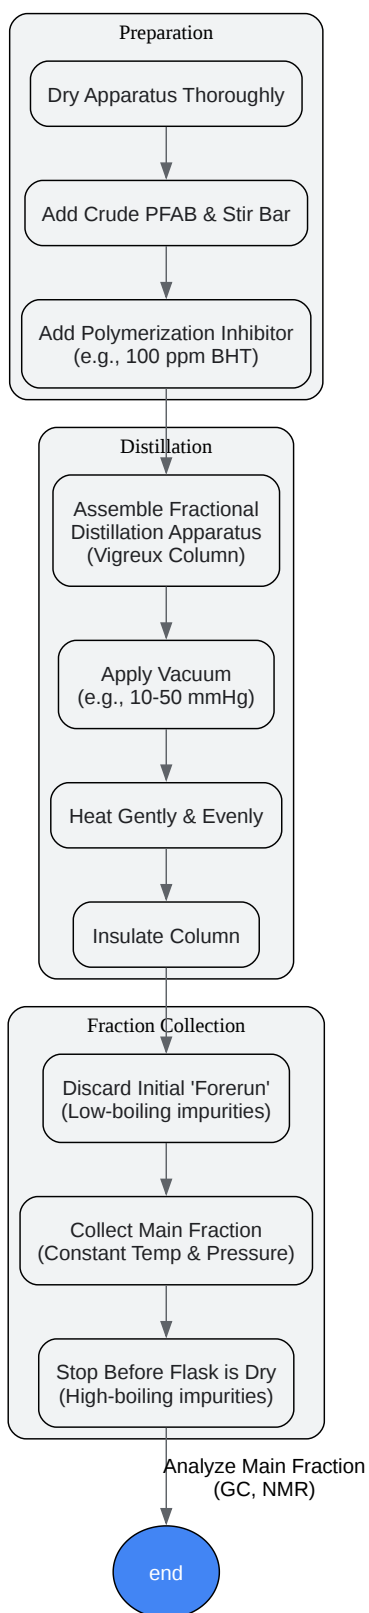 Preparation
Dry Apparatus Thoroughly
Add Crude PFAB & Stir Bar
Add Polymerization Inhibitor
(e.g., 100 ppm BHT)
Distillation
Assemble Fractional
Distillation Apparatus
(Vigreux Column)
Apply Vacuum
(e.g., 10-50 mmHg)
Heat Gently & Evenly
Insulate Column
Fraction Collection
Discard Initial 'Forerun'
(Low-boiling impurities)
Collect Main Fraction
(Constant Temp & Pressure)
Stop Before Flask is Dry
(High-boiling impurities)
Analyze Main Fraction
(GC, NMR)
end